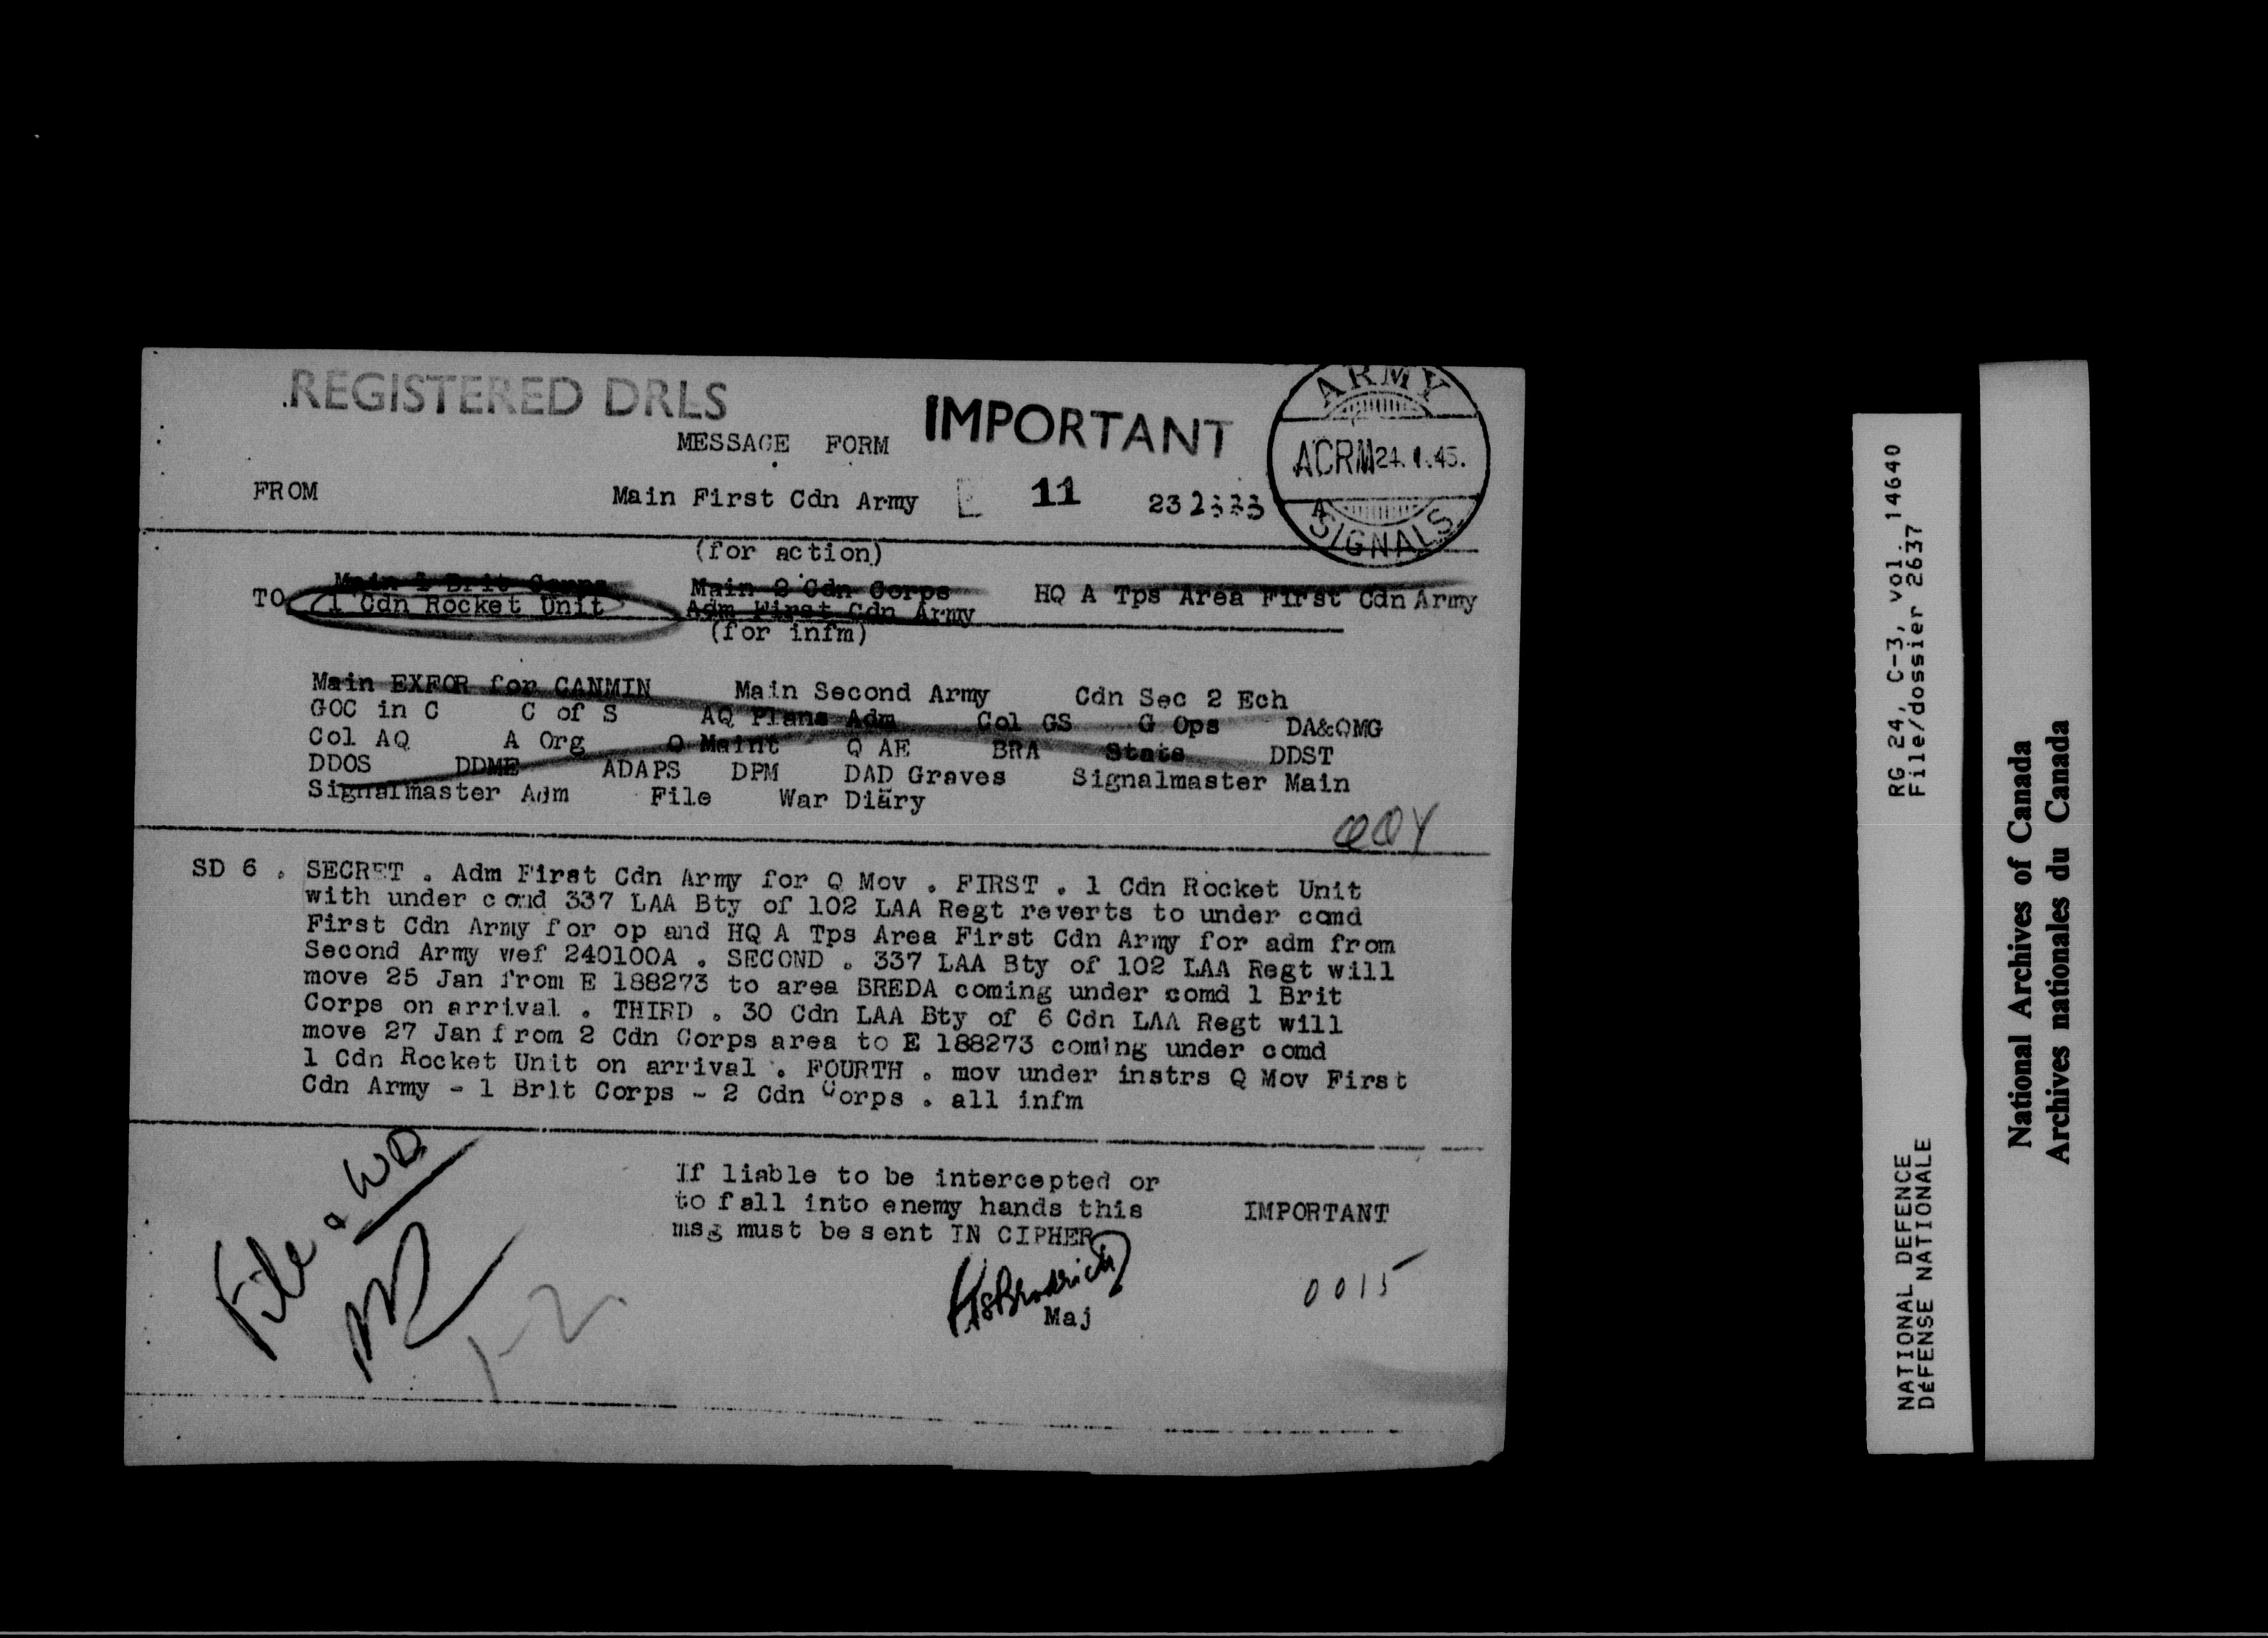 REGISTERED DRLS
IMPORTANT
ARMY
ACRM 24.1.45.
A
SIGNALS
MESSAGE FORM
FROM Main First Cdn Army 11
(for action)
Main 1 Brit Corps Main 2 Cdn Corps HQ A Tps Area First Cdn Army
TO 1 Cdn Rocket Unit Adm First Cdn Army
(for infm)
Main EXFOR for CANMIN Main Second Army Cdn Sec 2 Ech
GOC in C C of S AQ Plans Adm Col GS G Ops DA&QMG
Col AQ A Org Q Maint Q AE BRA Stats DDST
DDOS DDME ADAPS DPM DAD Graves Signalmaster Main
Signalmaster Adm File War Diary
SD 6 . SECRET . Adm First Cdn Army for Q Mov . FIRST . 1 Cdn Rocket Unit
with under comd 337 LAA Bty of 102 LAA Regt reverts to under comd
First Cdn Army for op and HQ A Tps Area First Cdn Army for adm from
Second Army wef 240100A . SECOND . 337 LAA Bty of 102 LAA Regt will
move 25 Jan from E 188273 to area BREDA coming under comd 1 Brit
Corps on arrival . THIRD . 30 Cdn LAA Bty of 6 Cdn LAA Regt will
move 27 Jan from 2 Cdn Corps area to E 188273 coming under comd
1 Cdn Rocket Unit on arrival . FOURTH . mov under instrs Q Mov First
Cdn Army - 1 Brit Corps - 2 Cdn Corps . all infm
If liable to be intercepted or
to fall into enemy hands this
msg must be sent IN CIPHER
IMPORTANT
File & WD
1-2
Maj
0015
RG 24, C-3, vol. 14640
File/dossier 2637
NATIONAL DEFENCE
DÉFENSE NATIONALE
National Archives of Canada
Archives nationales du Canada